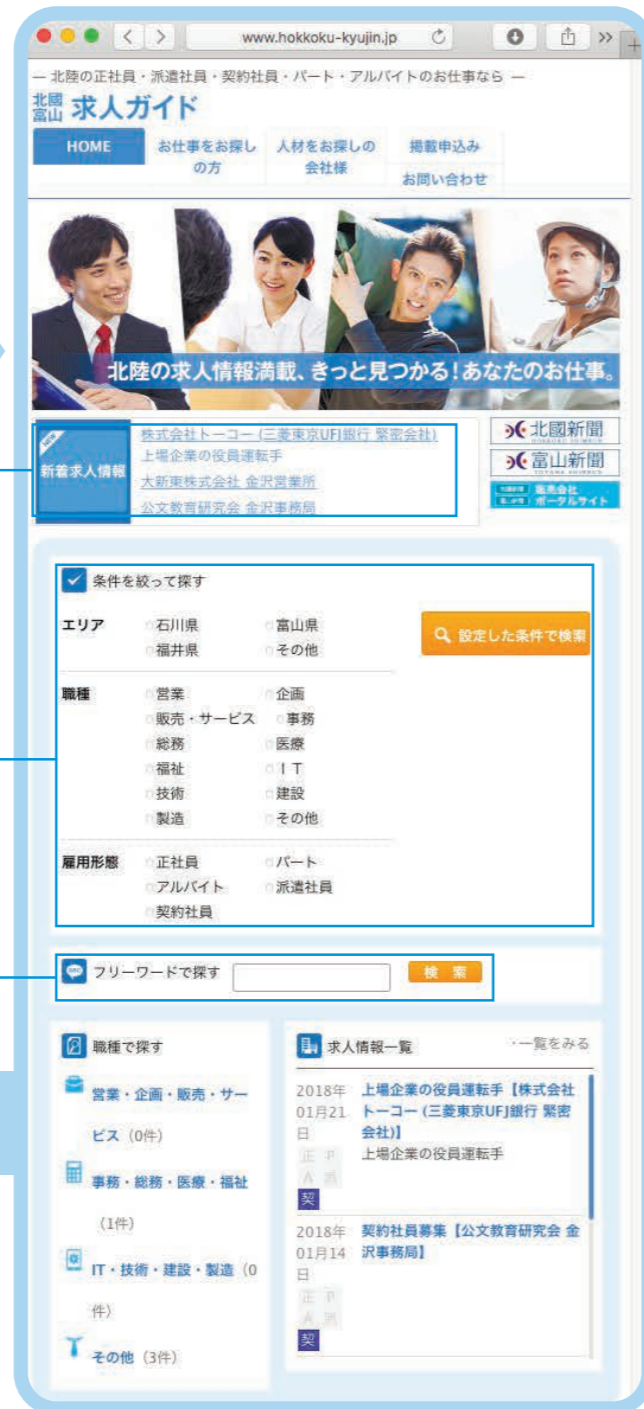 www.hokkoku-kyujin.jp
― 北陸の正社員・派遣社員・契約社員・パート・アルバイトのお仕事なら ―
北國
富山 求人ガイド
HOME
お仕事をお探し
の方
人材をお探しの
会社様
掲載申込み
お問い合わせ
北陸の求人情報満載、きっと見つかる!あなたのお仕事。
NEW
新着求人情報
株式会社トーコー (三菱東京UFJ銀行 緊密会社)
上場企業の役員運転手
大新東株式会社 金沢営業所
公文教育研究会 金沢事務局
北國新聞
富山新聞
販売会社
ポータルサイト
条件を絞って探す
エリア 石川県 富山県
福井県 その他
設定した条件で検索
職種 営業 企画
販売・サービス 事務
総務 医療
福祉 IT
技術 建設
製造 その他
雇用形態 正社員 パート
アルバイト 派遣社員
契約社員
フリーワードで探す 検 索
職種で探す
営業・企画・販売・サー
ビス (0件)
事務・総務・医療・福祉
(1件)
IT・技術・建設・製造 (0
件)
その他 (3件)
求人情報一覧 ・一覧をみる
2018年
01月21
日
正 P
A 派
契
上場企業の役員運転手【株式会社
トーコー (三菱東京UFJ銀行 緊密
会社)】
上場企業の役員運転手
2018年
01月14
日
正 P
A 派
契
契約社員募集【公文教育研究会 金
沢事務局】